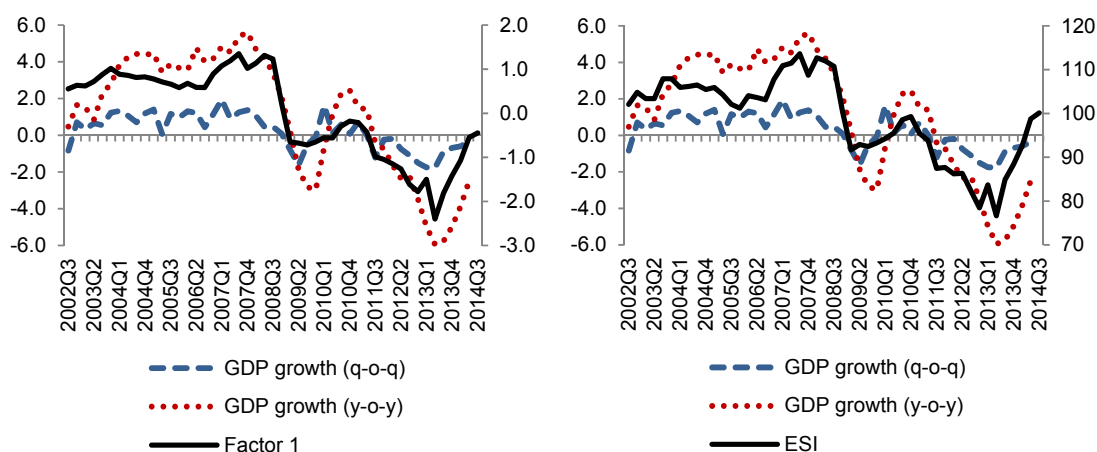 6.0
4.0
2.0
0.0
-2.0
-4.0
-6.0
2.0
1.0
0.0
-1.0
-2.0
-3.0
2002Q3
2003Q2
2004Q1
2004Q4
2005Q3
2006Q2
2007Q1
2007Q4
2008Q3
2009Q2
2010Q1
2010Q4
2011Q3
2012Q2
2013Q1
2013Q4
2014Q3
GDP growth (q-o-q)
GDP growth (y-o-y)
Factor 1
6.0
4.0
2.0
0.0
-2.0
-4.0
-6.0
120
110
100
90
80
70
2002Q3
2003Q2
2004Q1
2004Q4
2005Q3
2006Q2
2007Q1
2007Q4
2008Q3
2009Q2
2010Q1
2010Q4
2011Q3
2012Q2
2013Q1
2013Q4
2014Q3
GDP growth (q-o-q)
GDP growth (y-o-y)
ESI